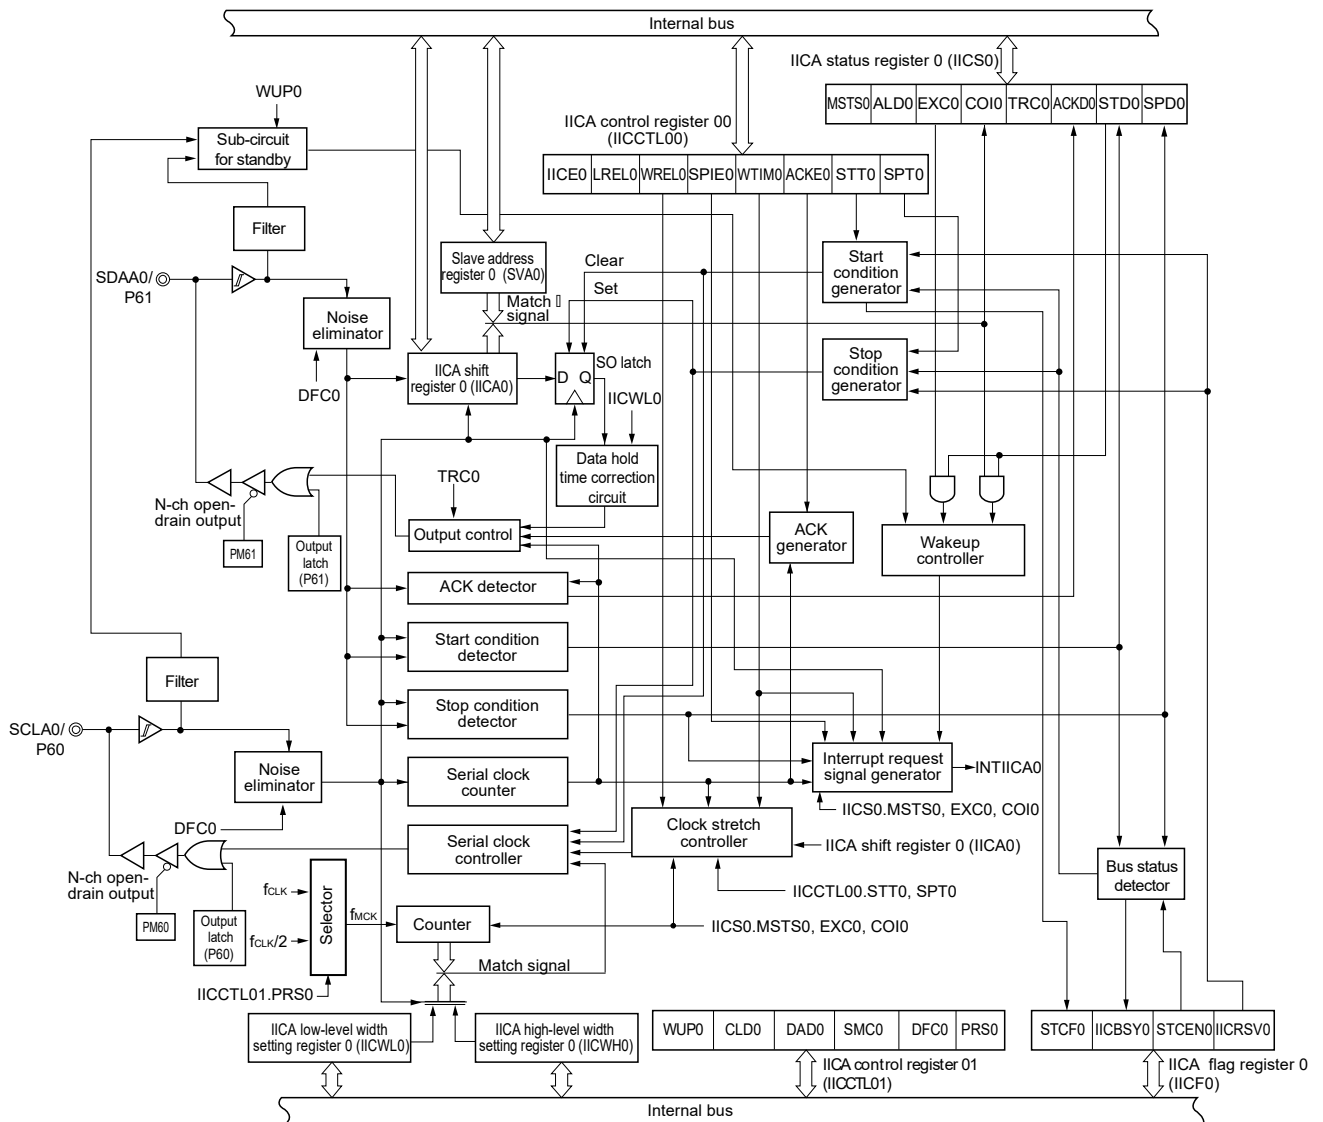 Internal bus
IICA status register 0 (IICS0)
MSTS0 ALD0 EXC0 COI0 TRC0 ACKD0 STD0 SPD0
WUP0
Sub-circuit
for standby
IICA control register 00
(IICCTL00)
IICE0 LREL0 WREL0 SPIE0 WTIM0 ACKE0 STT0 SPT0
Filter
SDAA0/
P61
Slave address
register 0 (SVA0)
Clear
Set
Match
signal
Start
condition
generator
Noise
eliminator
DFC0
IICA shift
register 0 (IICA0)
D Q
SO latch
IICWL0
Stop
condition
generator
Data hold
time correction
circuit
TRC0
N-ch open-
drain output
PM61
Output
latch
(P61)
Output control
ACK
generator
Wakeup
controller
ACK detector
Start condition
detector
Filter
Stop condition
detector
SCLA0/
P60
Noise
eliminator
DFC0
Serial clock
counter
Interrupt request
signal generator
INTIICA0
IICS0.MSTS0, EXC0, COI0
Serial clock
controller
Clock stretch
controller
IICA shift register 0 (IICA0)
IICCTL00.STT0, SPT0
Bus status
detector
N-ch open-
drain output
PM60
Output
latch
(P60)
fCLK
fCLK/2
Selector
fMCK
Counter
IICS0.MSTS0, EXC0, COI0
Match signal
IICCTL01.PRS0
IICA low-level width
setting register 0 (IICWL0)
IICA high-level width
setting register 0 (IICWH0)
WUP0 CLD0 DAD0 SMC0 DFC0 PRS0
STCF0 IICBSY0 STCEN0 IICRSV0
IICA control register 01
(IICCTL01)
IICA flag register 0
(IICF0)
Internal bus